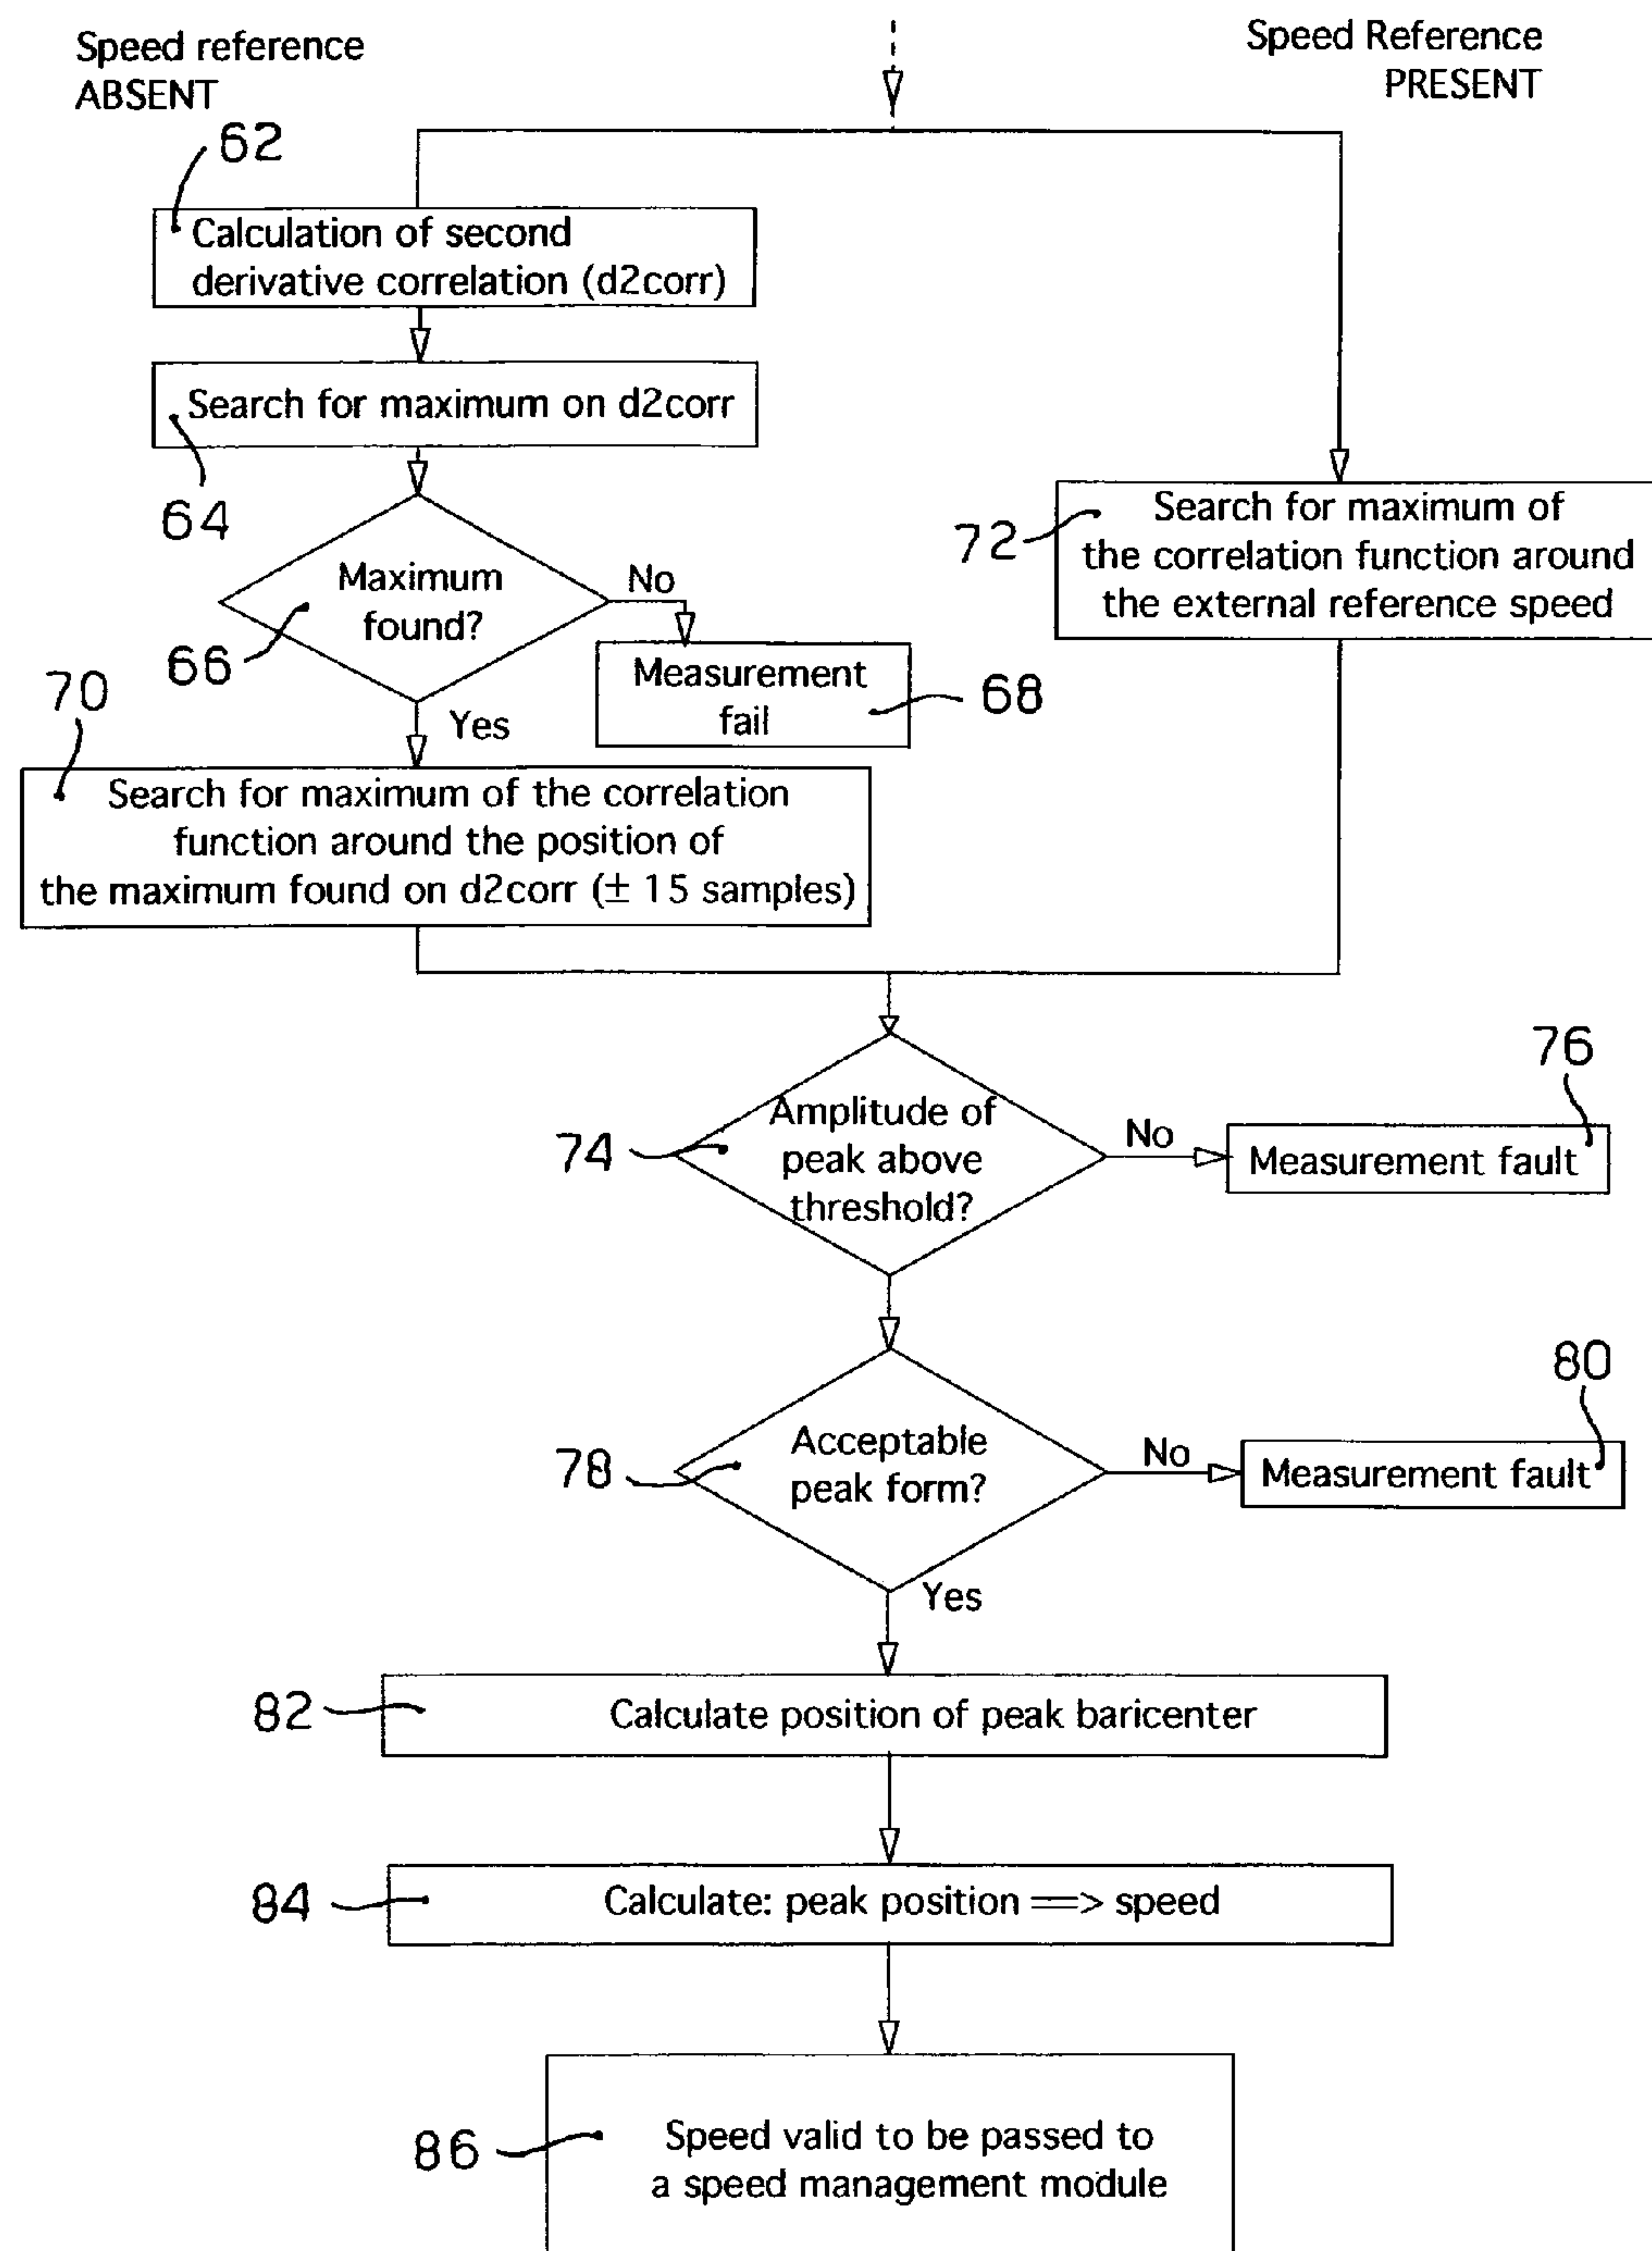 Speed reference
ABSENT
Speed Reference
PRESENT
62
Calculation of second
derivative correlation (d2corr)
Search for maximum on d2corr
64
72
Search for maximum of
the correlation function around
the external reference speed
Maximum
found?
No
66
Measurement
fail
68
70
Yes
Search for maximum of the correlation
function around the position of
the maximum found on d2corr (± 15 samples)
76
74
Amplitude of
peak above
threshold?
No
Measurement fault
80
78
Acceptable
peak form?
No
Measurement fault
Yes
82
Calculate position of peak baricenter
84
Calculate: peak position ==> speed
86
Speed valid to be passed to
a speed management module